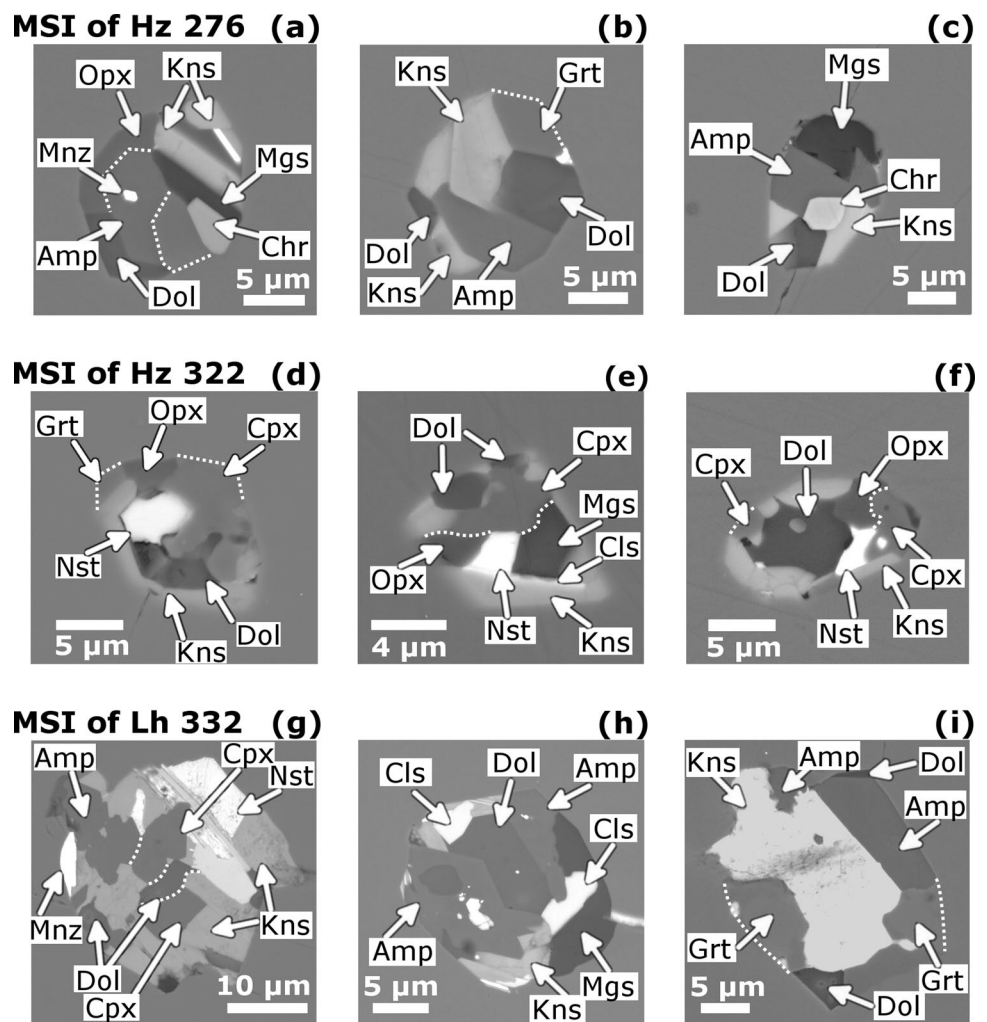 MSI of Hz 276 (a)
(b)
(c)
Opx
Kns
Mnz
Mgs
Amp
Chr
Dol
5 µm
Kns
Grt
Dol
Dol
Kns
Amp
5 µm
Mgs
Amp
Chr
Kns
Dol
5 µm
MSI of Hz 322 (d)
(e)
(f)
Grt
Opx
Cpx
Nst
Dol
Kns
5 µm
Dol
Cpx
Mgs
Cls
Opx
Nst
Kns
4 µm
Cpx
Dol
Opx
Cpx
Kns
Nst
5 µm
MSI of Lh 332 (g)
(h)
(i)
Amp
Cpx
Nst
Mnz
Kns
Dol
Cpx
10 µm
Cls
Dol
Amp
Cls
Amp
Mgs
Kns
5 µm
Kns
Amp
Dol
Amp
Grt
Grt
Dol
5 µm